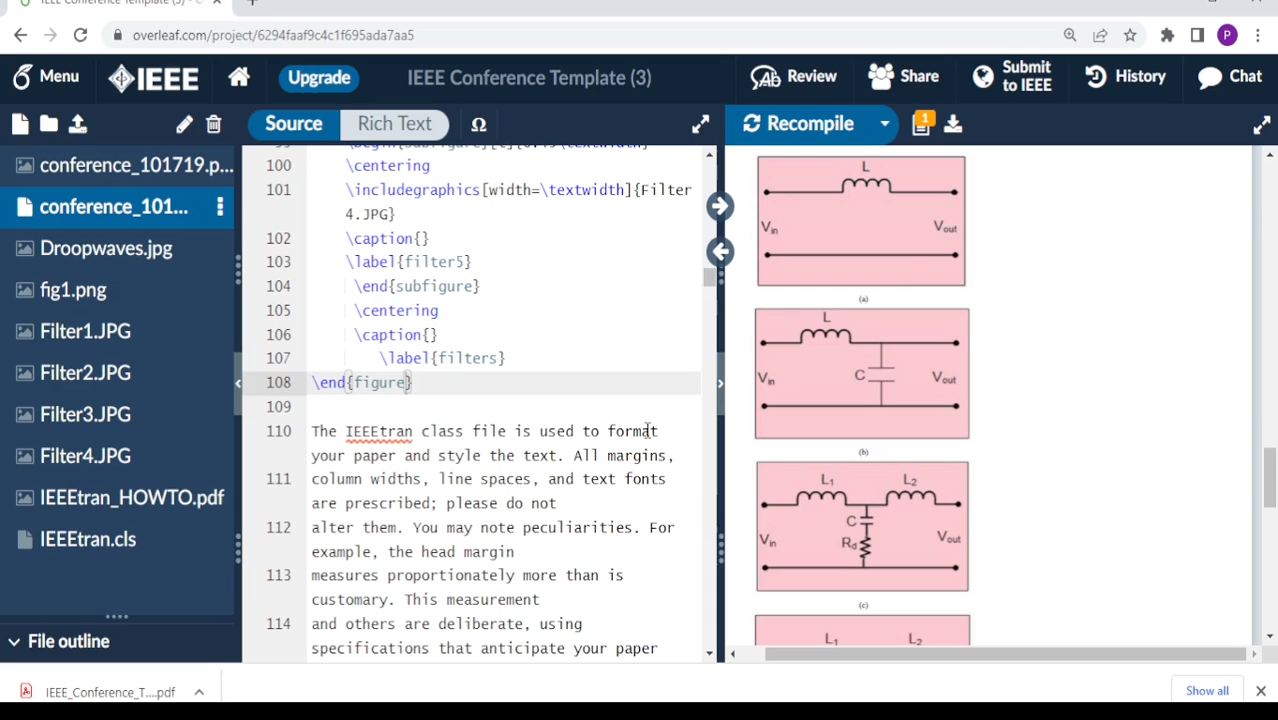 IEEE Conference Template (3)
overleaf.com/project/6294faaf9c4c1f695ada7aa5
P
Menu
IEEE
Upgrade
IEEE Conference Template (3)
Review
Share
Submit to IEEE
History
Chat
Source
Rich Text
Ω
Recompile
1
conference_101719.p...
conference_101...
Droopwaves.jpg
fig1.png
Filter1.JPG
Filter2.JPG
Filter3.JPG
Filter4.JPG
IEEEtran_HOWTO.pdf
IEEEtran.cls
File outline
100 \centering
101 \includegraphics[width=\textwidth]{Filter
4.JPG}
102 \caption{}
103 \label{filter5}
104 \end{subfigure}
105 \centering
106 \caption{}
107 \label{filters}
108 \end{figure}
109
110 The IEEEtran class file is used to format
your paper and style the text. All margins,
111 column widths, line spaces, and text fonts
are prescribed; please do not
112 alter them. You may note peculiarities. For
example, the head margin
113 measures proportionately more than is
customary. This measurement
114 and others are deliberate, using
specifications that anticipate your paper
L
Vin
Vout
(a)
L
C
Vin
Vout
(b)
L1
L2
C
Rd
Vin
Vout
(c)
L1
L2
IEEE_Conference_T....pdf
Show all